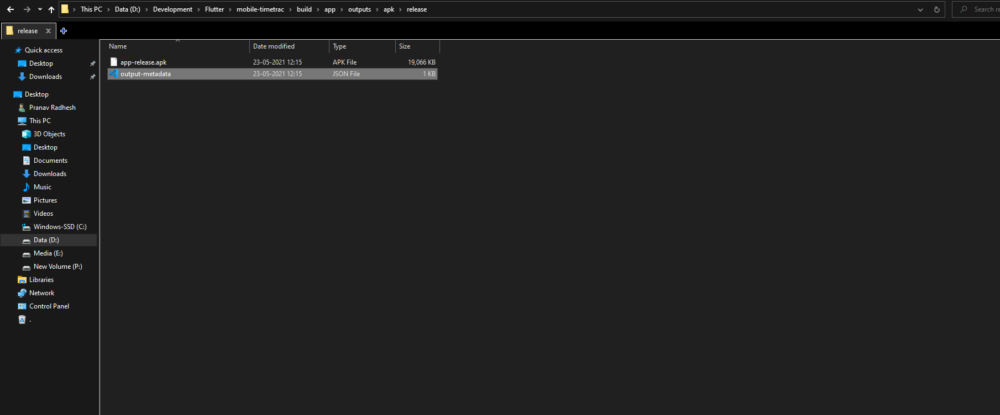 This PC Data (D:) Development Flutter mobile-timetrac build app outputs apk release
Search re
release
Name Date modified Type Size
app-release.apk 23-05-2021 12:15 APK File 19,066 KB
output-metadata 23-05-2021 12:15 JSON File 1 KB
Quick access
Desktop
Downloads
Desktop
Pranav Radhesh
This PC
3D Objects
Desktop
Documents
Downloads
Music
Pictures
Videos
Windows-SSD (C:)
Data (D:)
Media (E:)
New Volume (P:)
Libraries
Network
Control Panel
.